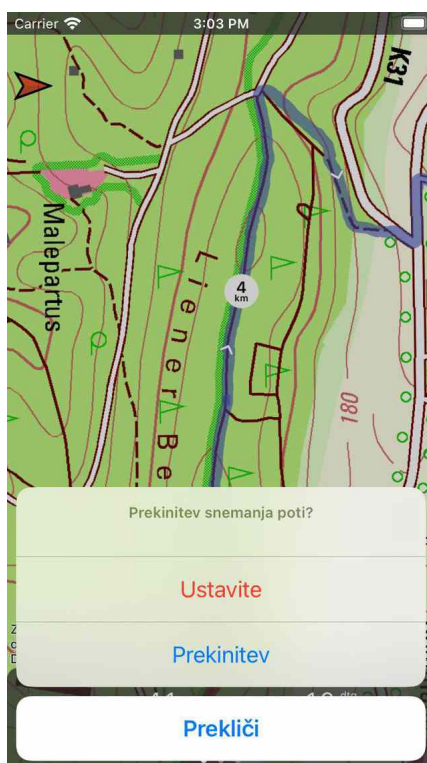 Carrier
3:03 PM
K31
Malepartus
Liener Be
4
km
180
Prekinitev snemanja poti?
Ustavite
Prekinitev
Prekliči